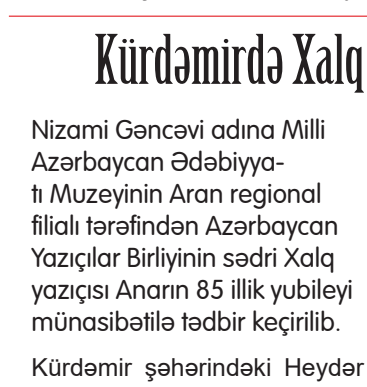 Kürdəmirdə Xalq
Nizami Gəncəvi adına Milli
Azərbaycan Ədəbiyya-
tı Muzeyinin Aran regional
filialı tərəfindən Azərbaycan
Yazıçılar Birliyinin sədri Xalq
yazıçısı Anarın 85 illik yubileyi
münasibətilə tədbir keçirilib.
Kürdəmir şəhərindəki Heydər